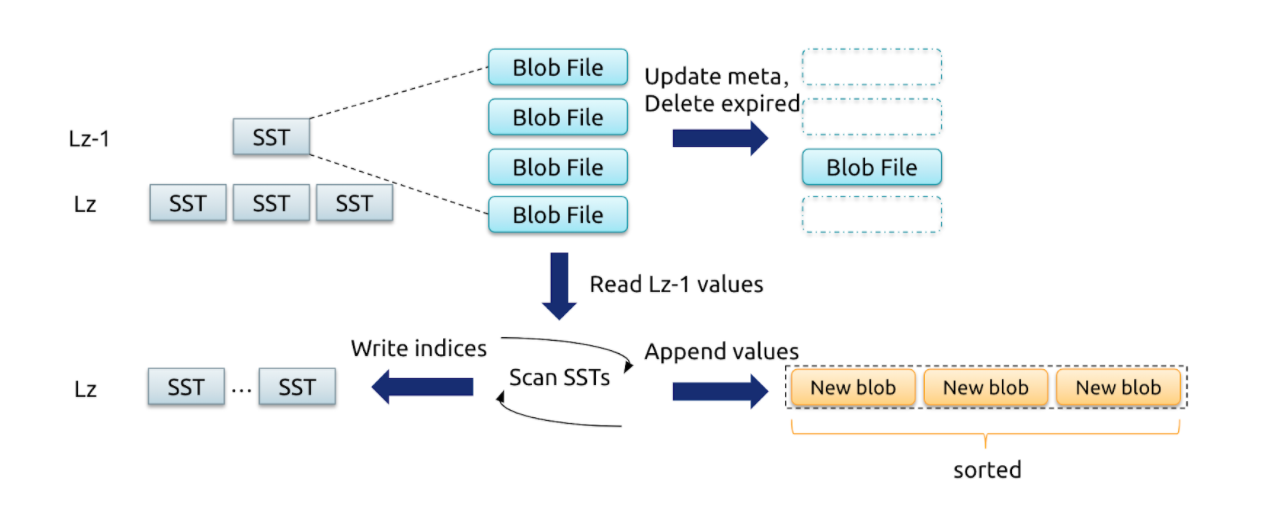 Blob File
Update meta,
Delete expired
Blob File
Lz-1
SST
Blob File
Blob File
Lz
SST
SST
SST
Blob File
Read Lz-1 values
Write indices
Append values
Scan SSTs
Lz
SST
...
SST
New blob
New blob
New blob
sorted